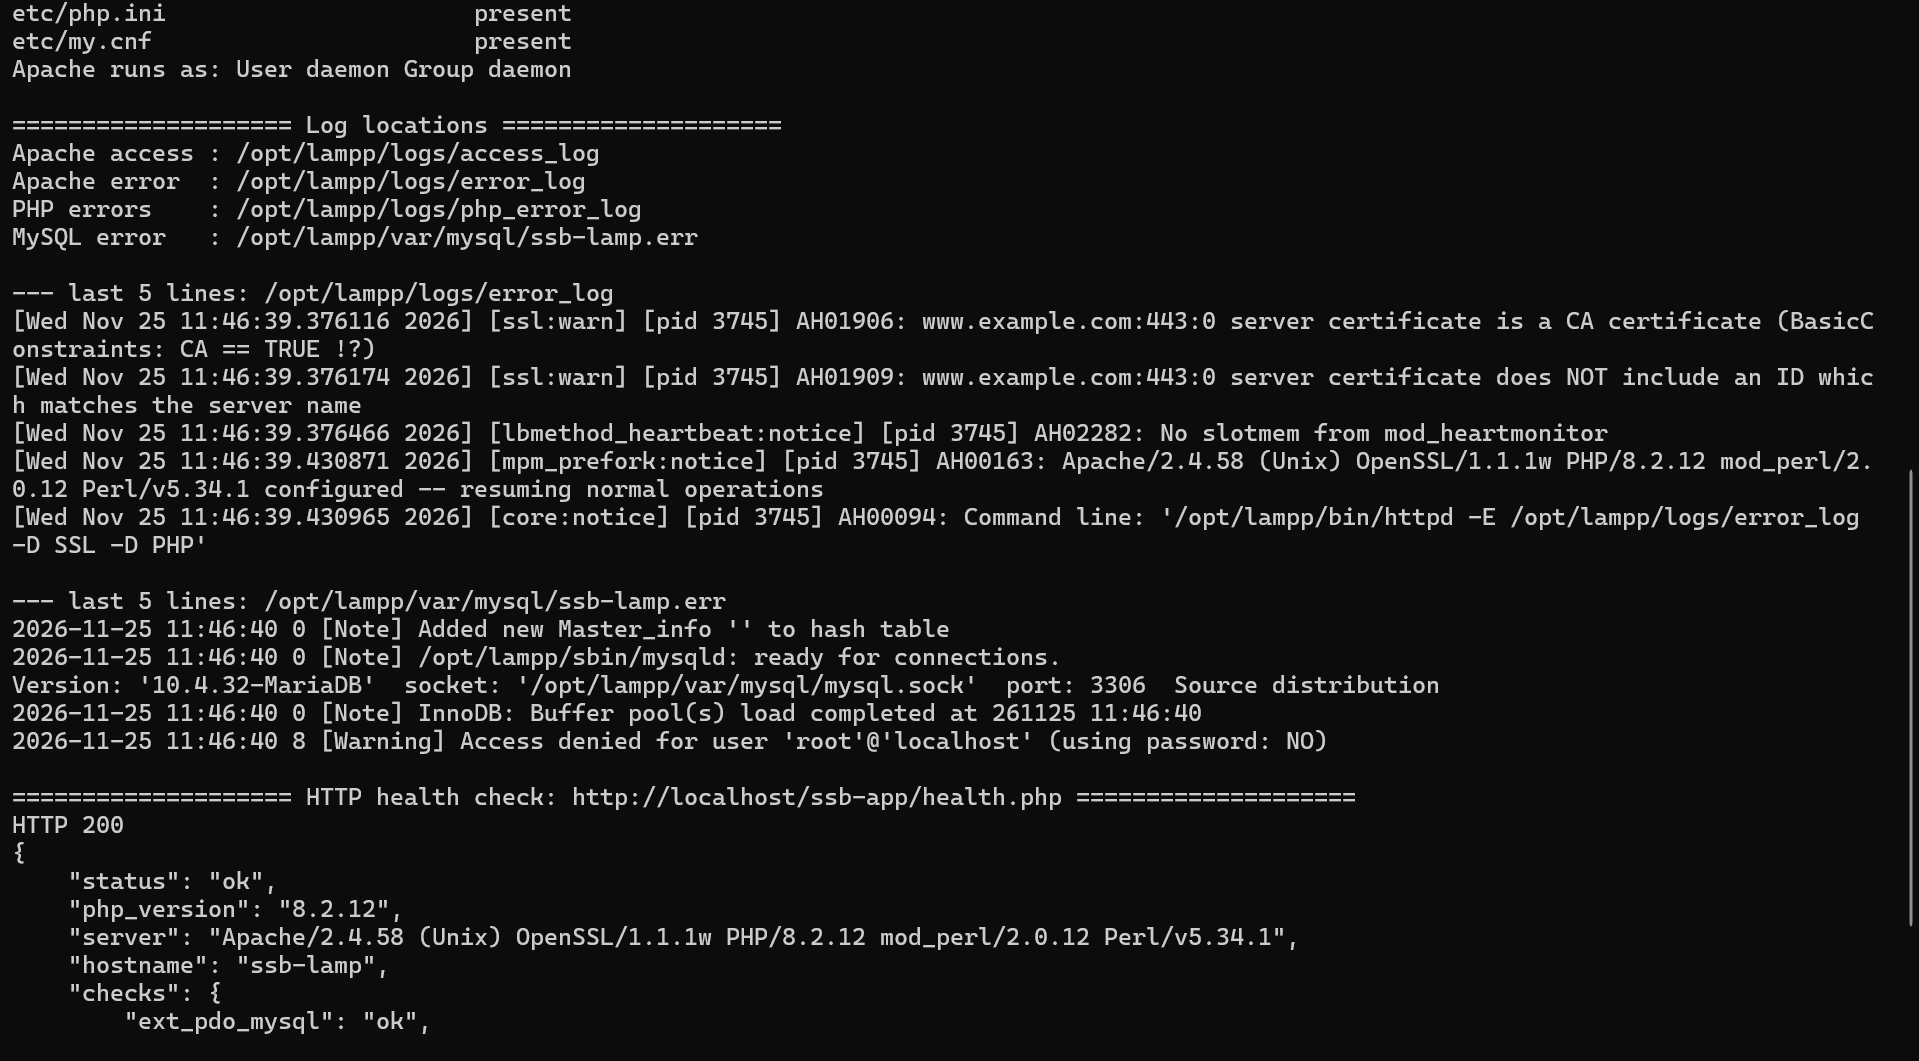 etc/php.ini                      present
etc/my.cnf                       present
Apache runs as: User daemon Group daemon

==================== Log locations ====================
Apache access : /opt/lampp/logs/access_log
Apache error  : /opt/lampp/logs/error_log
PHP errors    : /opt/lampp/logs/php_error_log
MySQL error   : /opt/lampp/var/mysql/ssb-lamp.err

--- last 5 lines: /opt/lampp/logs/error_log
[Wed Nov 25 11:46:39.376116 2026] [ssl:warn] [pid 3745] AH01906: www.example.com:443:0 server certificate is a CA certificate (BasicC
onstraints: CA == TRUE !?)
[Wed Nov 25 11:46:39.376174 2026] [ssl:warn] [pid 3745] AH01909: www.example.com:443:0 server certificate does NOT include an ID whic
h matches the server name
[Wed Nov 25 11:46:39.376466 2026] [lbmethod_heartbeat:notice] [pid 3745] AH02282: No slotmem from mod_heartmonitor
[Wed Nov 25 11:46:39.430871 2026] [mpm_prefork:notice] [pid 3745] AH00163: Apache/2.4.58 (Unix) OpenSSL/1.1.1w PHP/8.2.12 mod_perl/2.
0.12 Perl/v5.34.1 configured -- resuming normal operations
[Wed Nov 25 11:46:39.430965 2026] [core:notice] [pid 3745] AH00094: Command line: '/opt/lampp/bin/httpd -E /opt/lampp/logs/error_log
-D SSL -D PHP'

--- last 5 lines: /opt/lampp/var/mysql/ssb-lamp.err
2026-11-25 11:46:40 0 [Note] Added new Master_info '' to hash table
2026-11-25 11:46:40 0 [Note] /opt/lampp/sbin/mysqld: ready for connections.
Version: '10.4.32-MariaDB'  socket: '/opt/lampp/var/mysql/mysql.sock'  port: 3306  Source distribution
2026-11-25 11:46:40 0 [Note] InnoDB: Buffer pool(s) load completed at 261125 11:46:40
2026-11-25 11:46:40 8 [Warning] Access denied for user 'root'@'localhost' (using password: NO)

==================== HTTP health check: http://localhost/ssb-app/health.php ====================
HTTP 200
{
    "status": "ok",
    "php_version": "8.2.12",
    "server": "Apache/2.4.58 (Unix) OpenSSL/1.1.1w PHP/8.2.12 mod_perl/2.0.12 Perl/v5.34.1",
    "hostname": "ssb-lamp",
    "checks": {
        "ext_pdo_mysql": "ok",